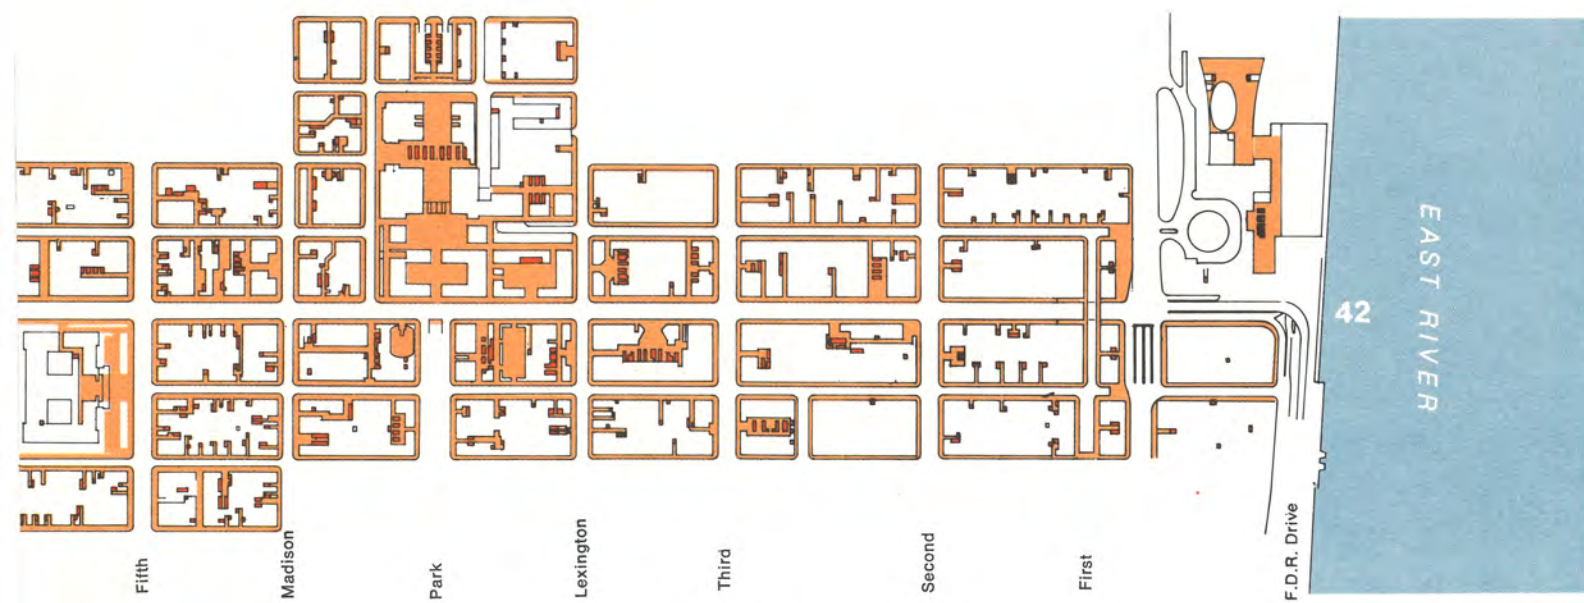 42
EAST RIVER
Fifth
Madison
Park
Lexington
Third
Second
First
F.D.R. Drive